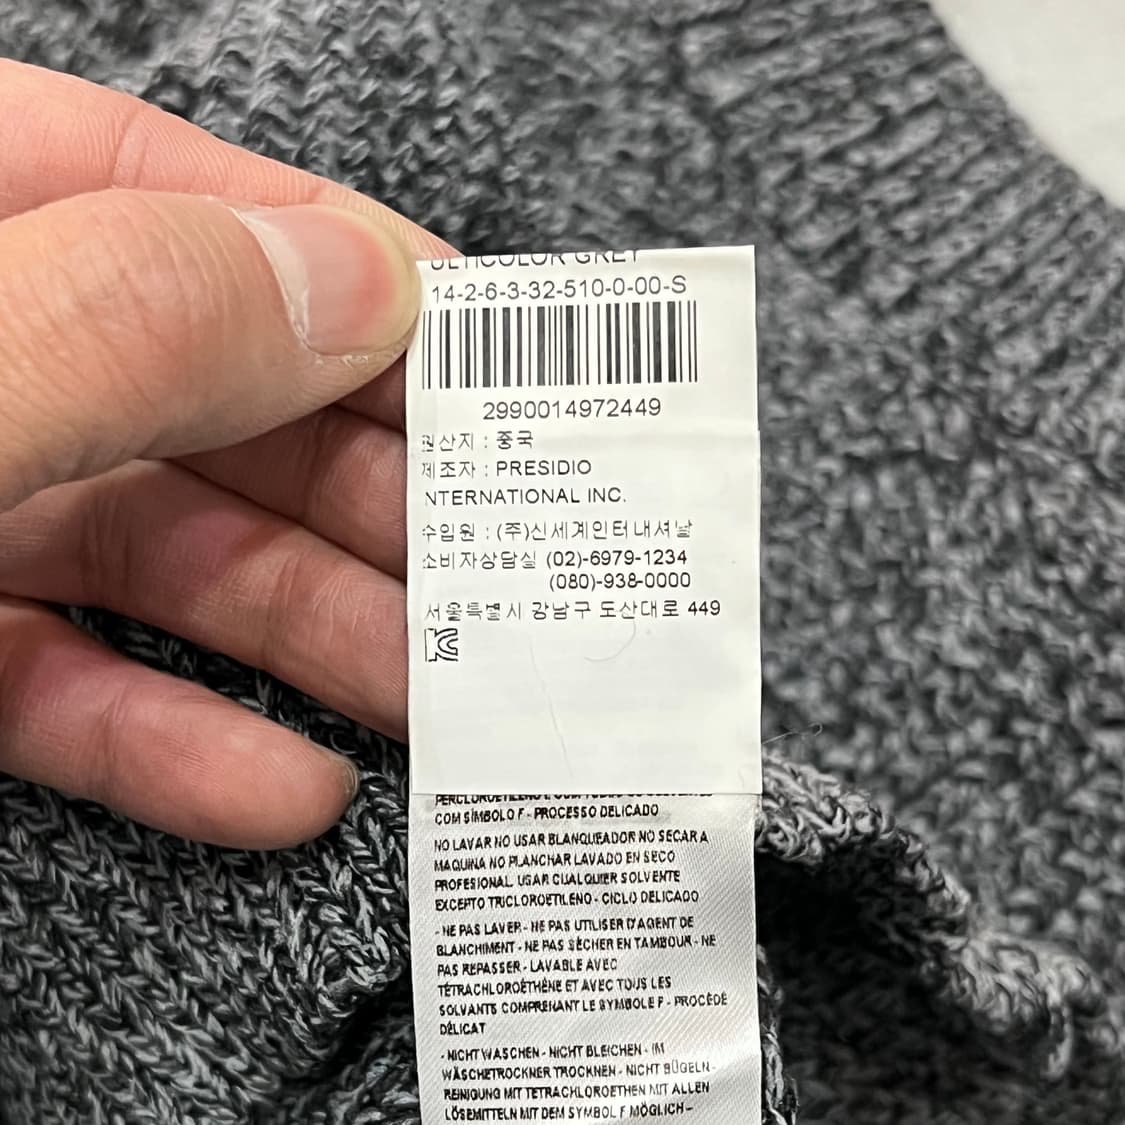 ULTICOLOR GREY
14-2-6-3-32-510-0-00-S
2990014972449
원산지 : 중국
제조자 : PRESIDIO
NTERNATIONAL INC.
수입원 : (주)신세계인터내셔날
소비자상담실 (02)-6979-1234
(080)-938-0000
서울특별시 강남구 도산대로 449
COM SÍMBOLO F - PROCESSO DELICADO
NO LAVAR NO USAR BLANQUEADOR NO SECAR A
MAQUINA NO PLANCHAR LAVADO EN SECO
PROFESIONAL. USAR CUALQUIER SOLVENTE
EXCEPTO TRICLOROETILENO - CICLO DELICADO
- NE PAS LAVER - NE PAS UTILISER D'AGENT DE
BLANCHIMENT - NE PAS SÉCHER EN TAMBOUR - NE
PAS REPASSER - LAVABLE AVEC
TÉTRACHLOROÉTHÈNE ET AVEC TOUS LES
SOLVANTS COMPRENANT LE SYMBOLE F - PROCÉDÉ
DÉLICAT
- NICHT WASCHEN - NICHT BLEICHEN - IM
WÄSCHETROCKNER TROCKNEN - NICHT BÜGELN -
REINIGUNG MIT TETRACHLOROETHEN MIT ALLEN
LÖSEMITTELN MIT DEM SYMBOL F MÖGLICH -